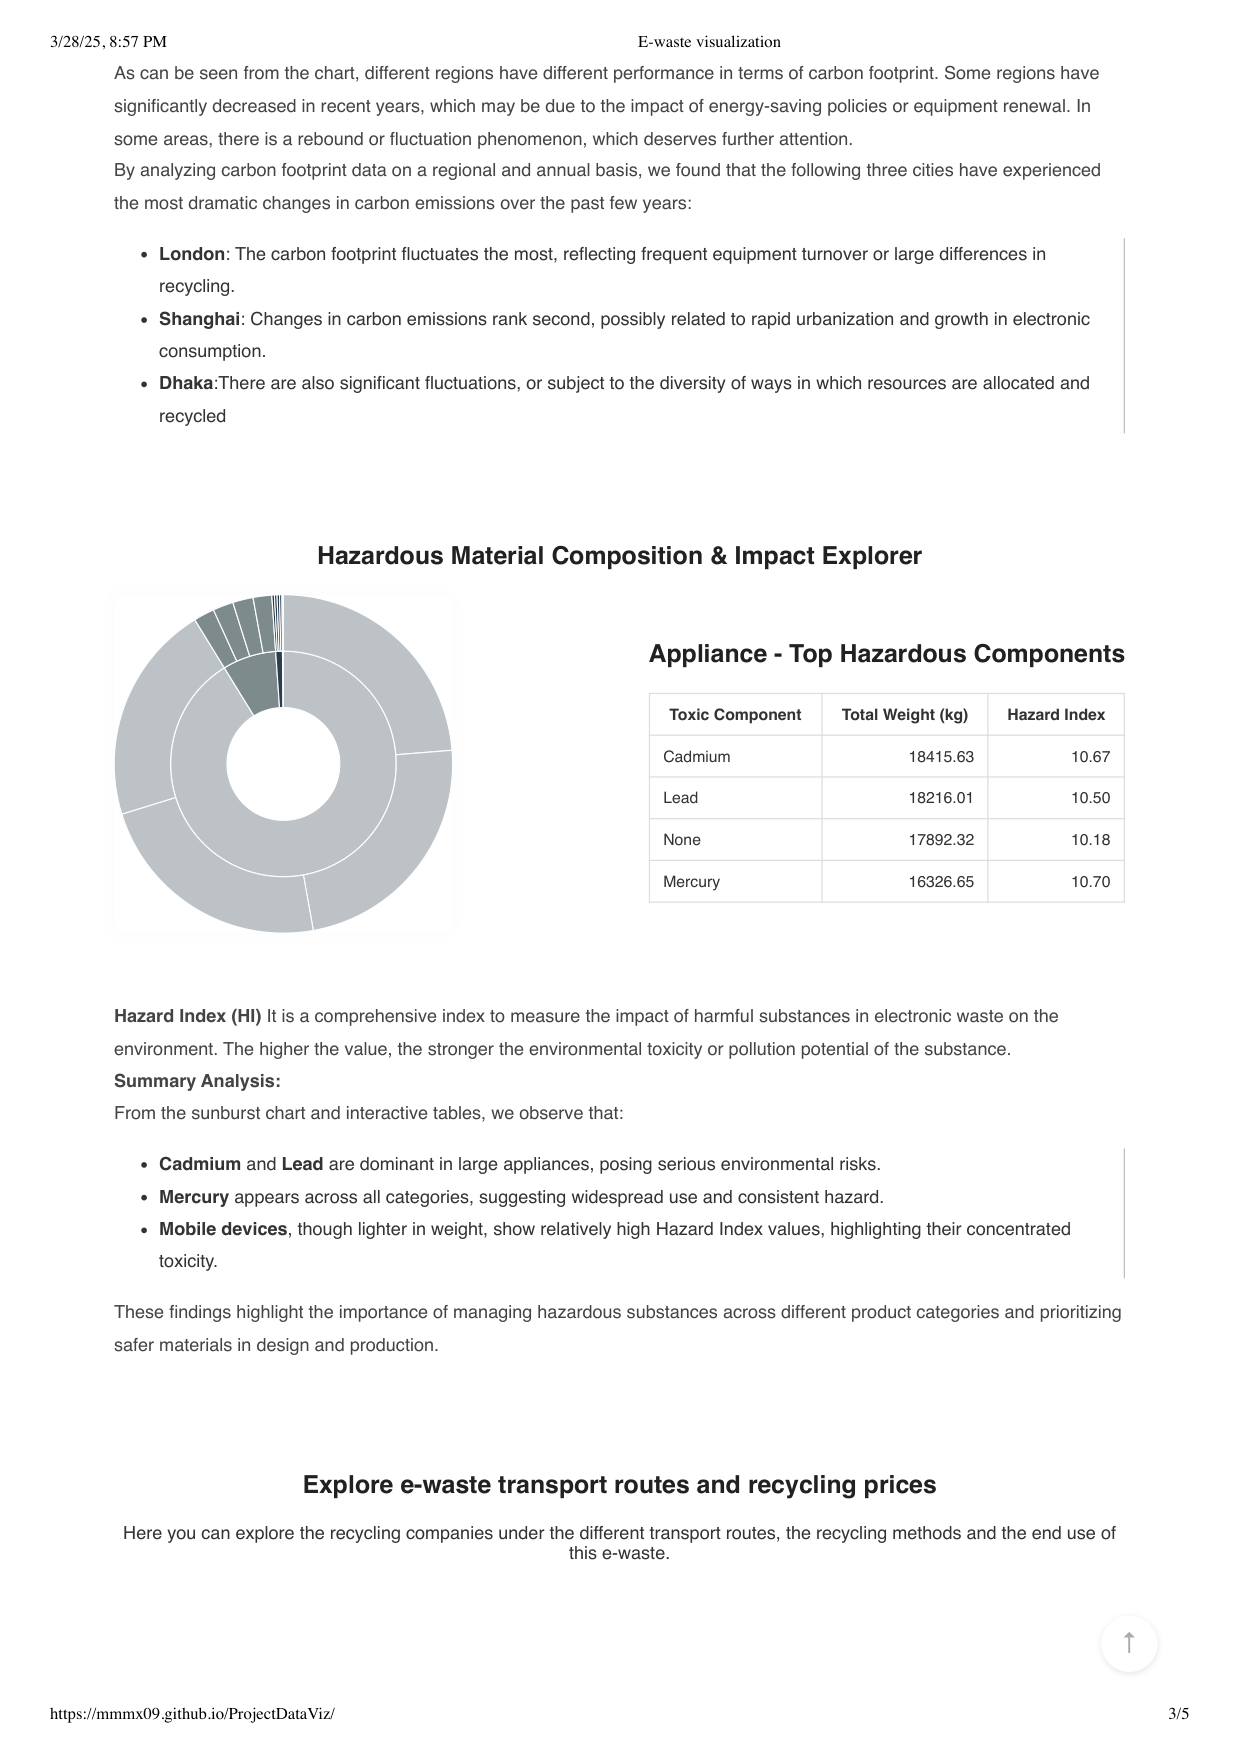 3/28/25, 8:57 PM
E-waste visualization
As can be seen from the chart, different regions have different performance in terms of carbon footprint. Some regions have
significantly decreased in recent years, which may be due to the impact of energy-saving policies or equipment renewal. In
some areas, there is a rebound or fluctuation phenomenon, which deserves further attention.
By analyzing carbon footprint data on a regional and annual basis, we found that the following three cities have experienced
the most dramatic changes in carbon emissions over the past few years:
• London: The carbon footprint fluctuates the most, reflecting frequent equipment turnover or large differences in
recycling.
• Shanghai: Changes in carbon emissions rank second, possibly related to rapid urbanization and growth in electronic
consumption.
• Dhaka:There are also significant fluctuations, or subject to the diversity of ways in which resources are allocated and
recycled
Hazardous Material Composition & Impact Explorer
Appliance - Top Hazardous Components
Toxic Component Total Weight (kg) Hazard Index
Cadmium 18415.63 10.67
Lead 18216.01 10.50
None 17892.32 10.18
Mercury 16326.65 10.70
Hazard Index (HI) It is a comprehensive index to measure the impact of harmful substances in electronic waste on the
environment. The higher the value, the stronger the environmental toxicity or pollution potential of the substance.
Summary Analysis:
From the sunburst chart and interactive tables, we observe that:
• Cadmium and Lead are dominant in large appliances, posing serious environmental risks.
• Mercury appears across all categories, suggesting widespread use and consistent hazard.
• Mobile devices, though lighter in weight, show relatively high Hazard Index values, highlighting their concentrated
toxicity.
These findings highlight the importance of managing hazardous substances across different product categories and prioritizing
safer materials in design and production.
Explore e-waste transport routes and recycling prices
Here you can explore the recycling companies under the different transport routes, the recycling methods and the end use of
this e-waste.
↑
https://mmmx09.github.io/ProjectDataViz/
3/5